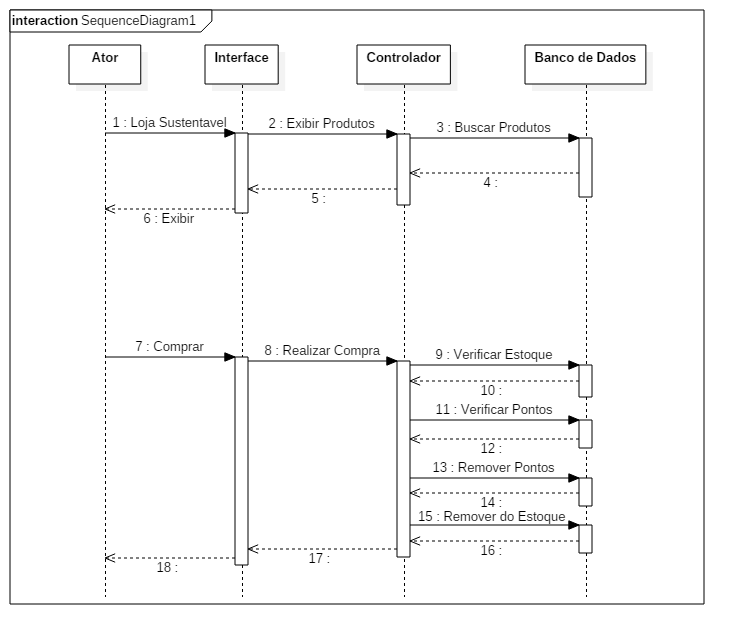 interaction SequenceDiagram1
Ator
Interface
Controlador
Banco de Dados
1 : Loja Sustentavel
2 : Exibir Produtos
3 : Buscar Produtos
4 :
5 :
6 : Exibir
7 : Comprar
8 : Realizar Compra
9 : Verificar Estoque
10 :
11 : Verificar Pontos
12 :
13 : Remover Pontos
14 :
15 : Remover do Estoque
16 :
17 :
18 :